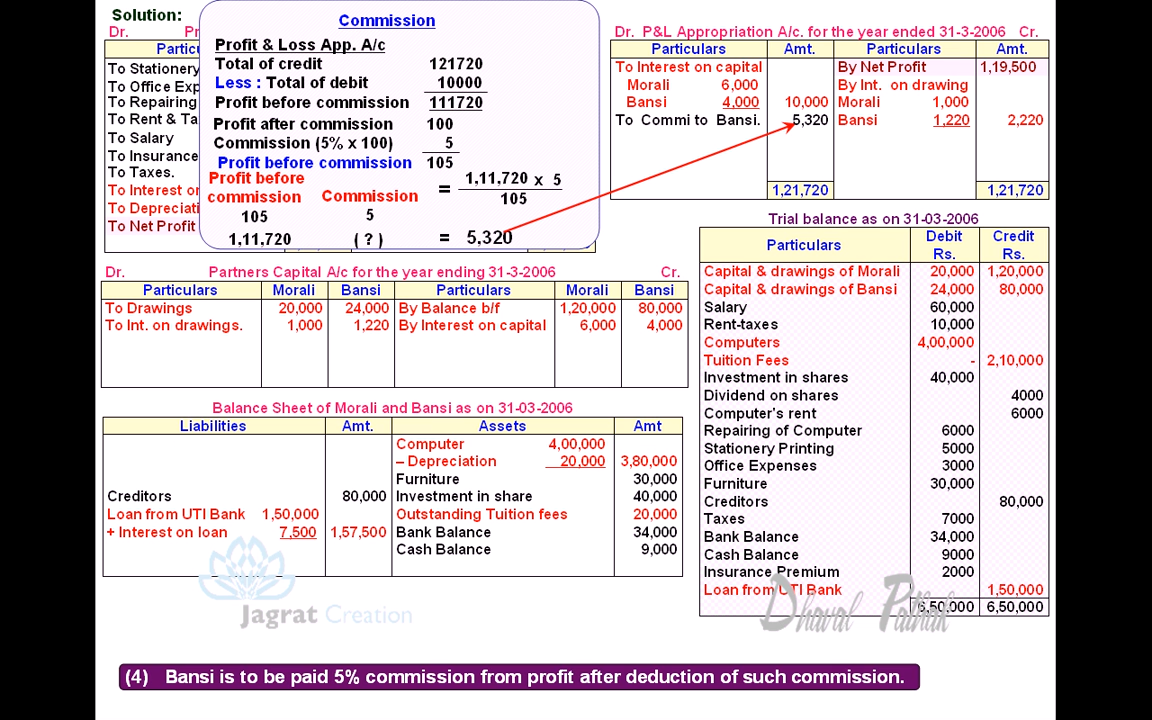 Solution:
Commission
Profit & Loss App. A/c
Total of credit 121720
Less : Total of debit 10000
Profit before commission 111720
Profit after commission 100
Commission (5% x 100) 5
Profit before commission 105
Profit before commission Commission = 1,11,720 x 5
105
105 5
1,11,720 ( ? ) = 5,320
Dr.
To Stationery
To Office Exp
To Repairing
To Rent & Ta
To Salary
To Insurance
To Taxes.
To Interest
To Depreciati
To Net Profit
Dr. P&L Appropriation A/c. for the year ended 31-3-2006 Cr.
Particulars Amt. Particulars Amt.
To Interest on capital By Net Profit 1,19,500
Morali 6,000 By Int. on drawing
Bansi 4,000 10,000 Morali 1,000
To Commi to Bansi. 5,320 Bansi 1,220 2,220
1,21,720 1,21,720
Dr. Partners Capital A/c for the year ending 31-3-2006 Cr.
Particulars Morali Bansi Particulars Morali Bansi
To Drawings 20,000 24,000 By Balance b/f 1,20,000 80,000
To Int. on drawings. 1,000 1,220 By Interest on capital 6,000 4,000
Balance Sheet of Morali and Bansi as on 31-03-2006
Liabilities Amt. Assets Amt
Computer 4,00,000
– Depreciation 20,000 3,80,000
Furniture 30,000
Creditors 80,000 Investment in share 40,000
Loan from UTI Bank 1,50,000 Outstanding Tuition fees 20,000
+ Interest on loan 7,500 1,57,500 Bank Balance 34,000
Cash Balance 9,000
Trial balance as on 31-03-2006
Particulars Debit Rs. Credit Rs.
Capital & drawings of Morali 20,000 1,20,000
Capital & drawings of Bansi 24,000 80,000
Salary 60,000
Rent-taxes 10,000
Computers 4,00,000
Tuition Fees - 2,10,000
Investment in shares 40,000
Dividend on shares 4000
Computer's rent 6000
Repairing of Computer 6000
Stationery Printing 5000
Office Expenses 3000
Furniture 30,000
Creditors 80,000
Taxes 7000
Bank Balance 34,000
Cash Balance 9000
Insurance Premium 2000
Loan from UTI Bank 1,50,000
6,50,000 6,50,000
Jagrat Creation
Dhaval Pathak
(4) Bansi is to be paid 5% commission from profit after deduction of such commission.